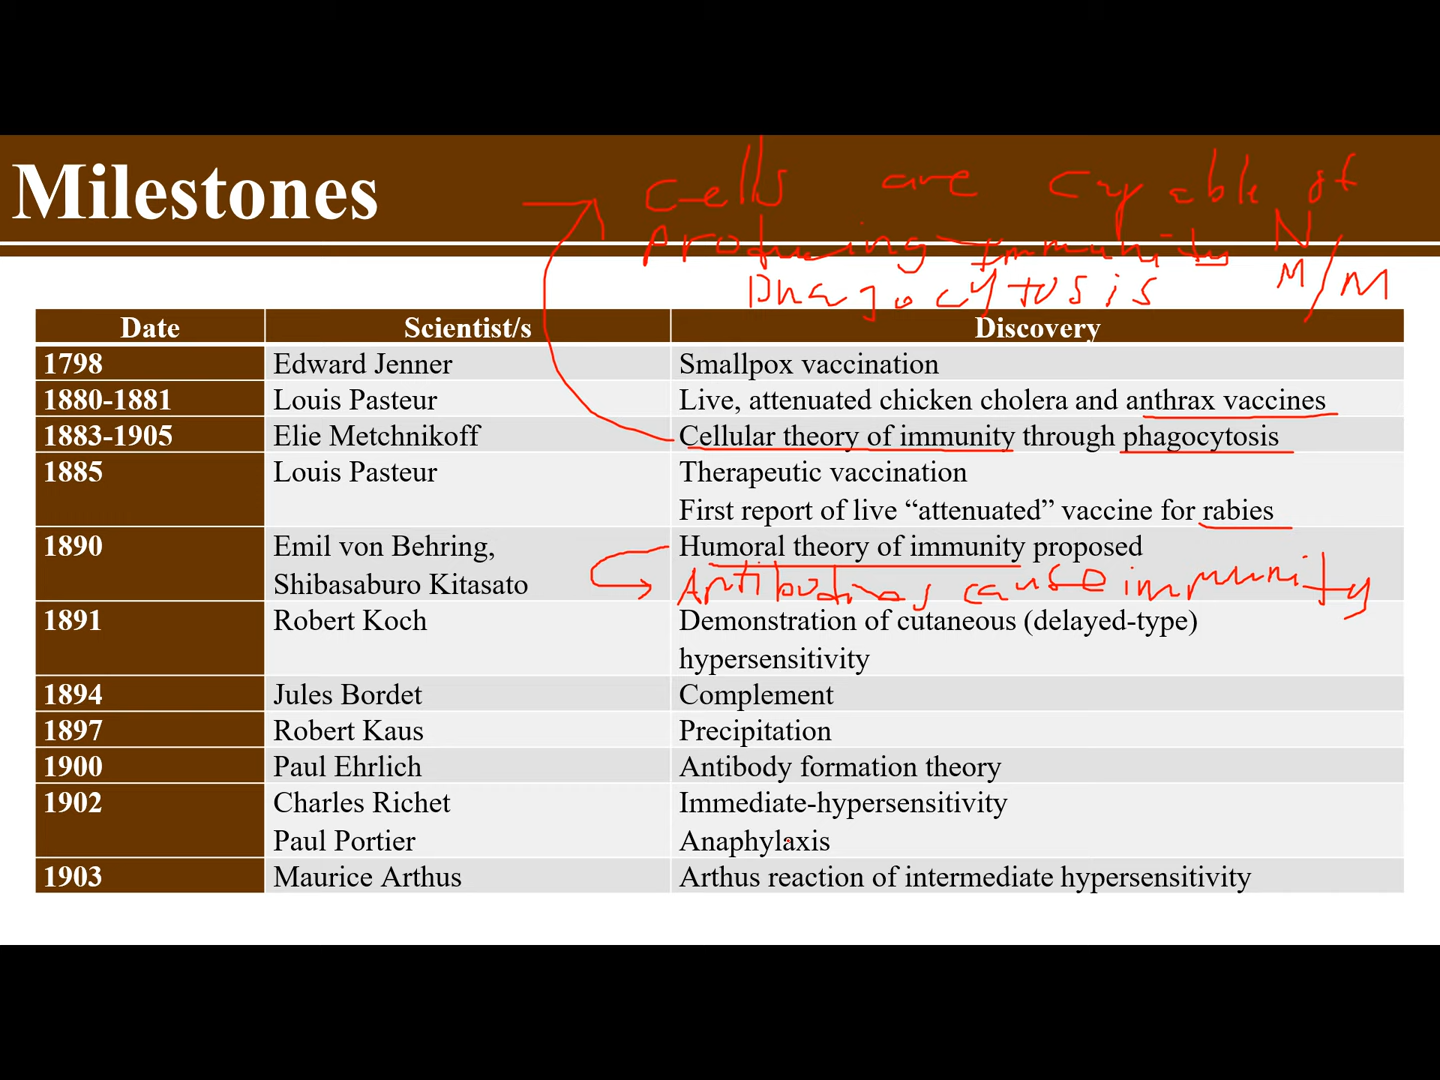 Milestones
cells are capable of
Producing Immunity N
Phagocytosis M/M
Date Scientist/s Discovery
1798 Edward Jenner Smallpox vaccination
1880-1881 Louis Pasteur Live, attenuated chicken cholera and anthrax vaccines
1883-1905 Elie Metchnikoff Cellular theory of immunity through phagocytosis
1885 Louis Pasteur Therapeutic vaccination
First report of live “attenuated” vaccine for rabies
1890 Emil von Behring, Humoral theory of immunity proposed
Shibasaburo Kitasato Antibodies cause immunity
1891 Robert Koch Demonstration of cutaneous (delayed-type)
hypersensitivity
1894 Jules Bordet Complement
1897 Robert Kaus Precipitation
1900 Paul Ehrlich Antibody formation theory
1902 Charles Richet Immediate-hypersensitivity
Paul Portier Anaphylaxis
1903 Maurice Arthus Arthus reaction of intermediate hypersensitivity